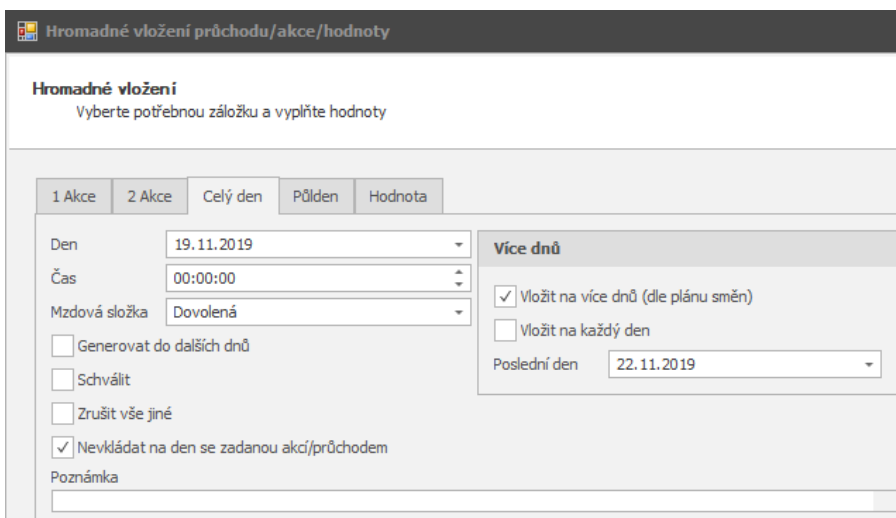 Hromadné vložení průchodu/akce/hodnoty
Hromadné vložení
Vyberte potřebnou záložku a vyplňte hodnoty
1 Akce 2 Akce Celý den Půlden Hodnota
Den 19.11.2019
Čas 00:00:00
Mzdová složka Dovolená
Generovat do dalších dnů
Schválit
Zrušit vše jiné
Nevkládat na den se zadanou akcí/průchodem
Poznámka
Více dnů
Vložit na více dnů (dle plánu směn)
Vložit na každý den
Poslední den 22.11.2019